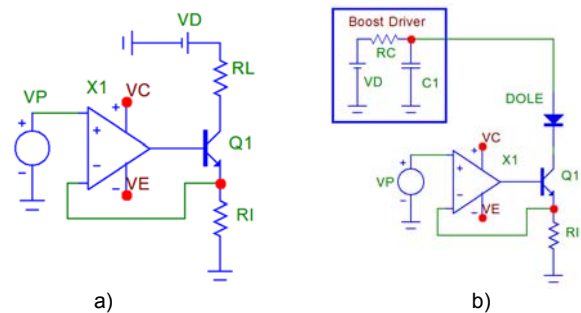 VD
RL
VP
X1
VC
+
+
-
-
-
VE
Q1
RI
a)
Boost Driver
RC
VD
C1
DOLE
VC
X1
VP
+
+
-
-
-
VE
Q1
RI
b)